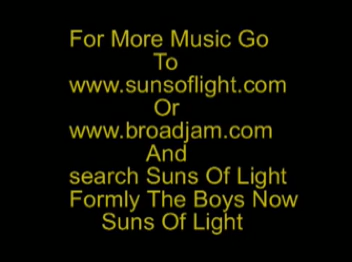 For More Music Go
To
www.sunsoflight.com
Or
www.broadjam.com
And
search Suns Of Light
Formly The Boys Now
Suns Of Light